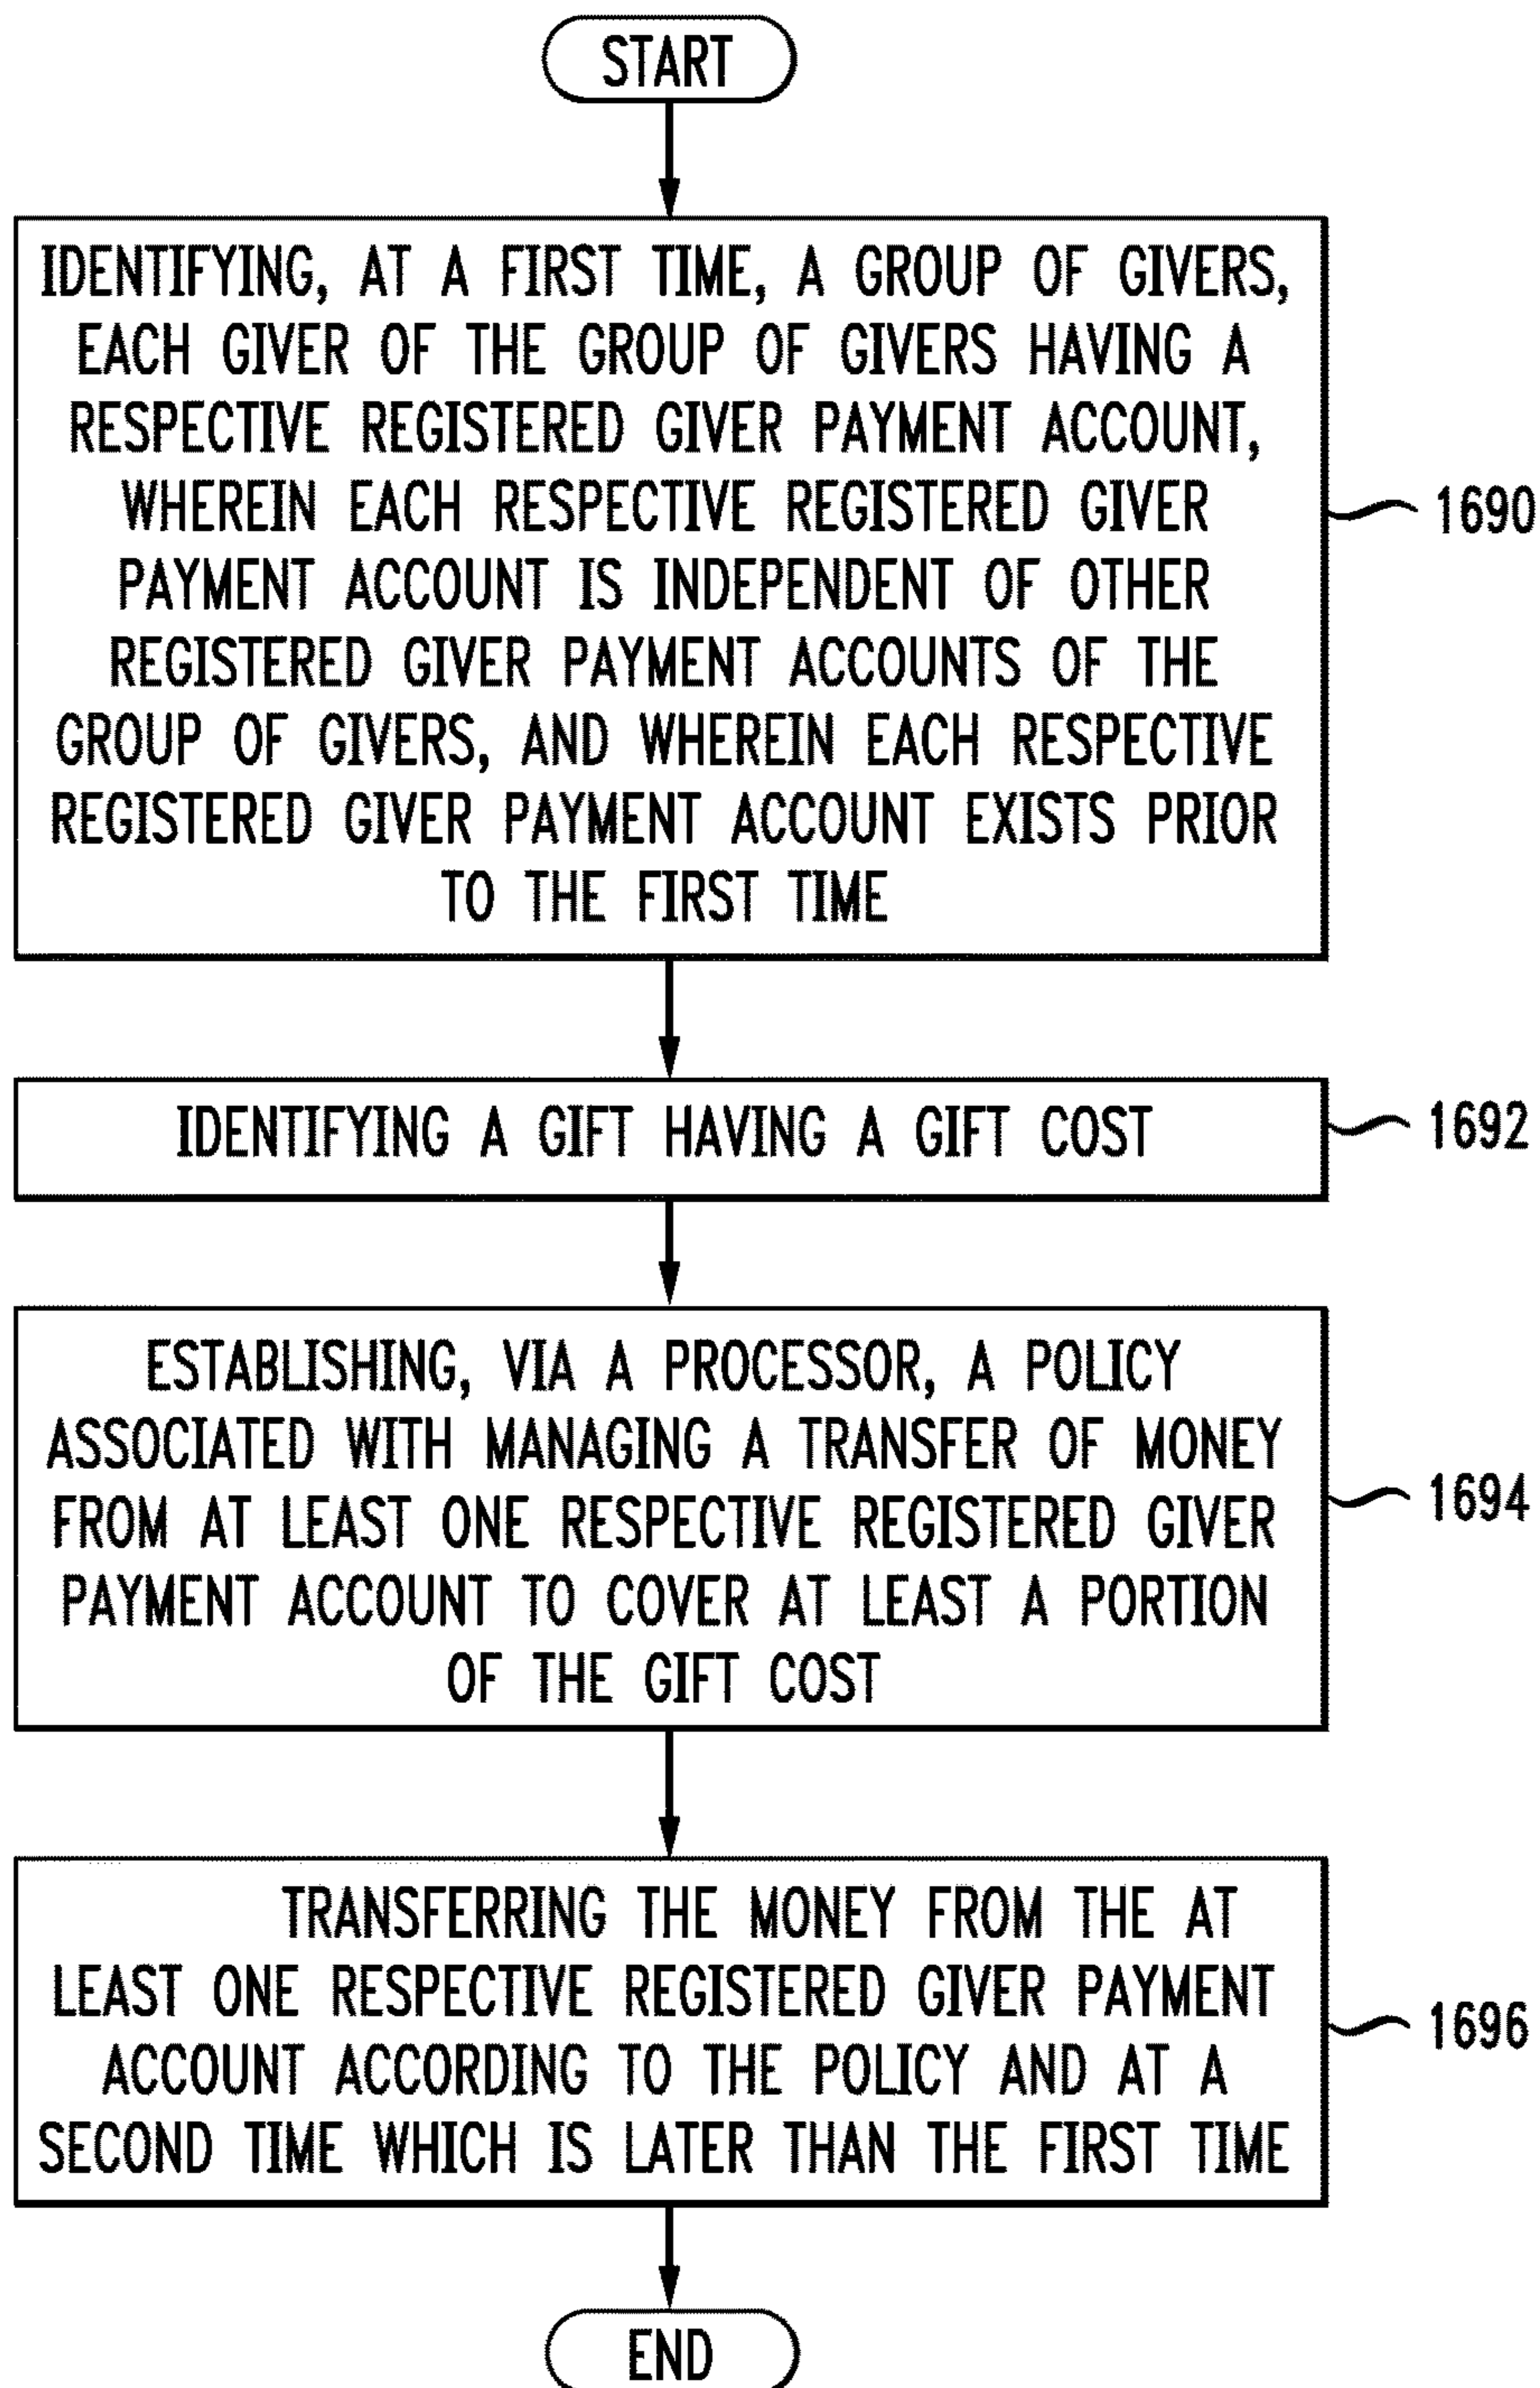 START
IDENTIFYING, AT A FIRST TIME, A GROUP OF GIVERS,
EACH GIVER OF THE GROUP OF GIVERS HAVING A
RESPECTIVE REGISTERED GIVER PAYMENT ACCOUNT,
WHEREIN EACH RESPECTIVE REGISTERED GIVER
PAYMENT ACCOUNT IS INDEPENDENT OF OTHER
REGISTERED GIVER PAYMENT ACCOUNTS OF THE
GROUP OF GIVERS, AND WHEREIN EACH RESPECTIVE
REGISTERED GIVER PAYMENT ACCOUNT EXISTS PRIOR
TO THE FIRST TIME
1690
IDENTIFYING A GIFT HAVING A GIFT COST
1692
ESTABLISHING, VIA A PROCESSOR, A POLICY
ASSOCIATED WITH MANAGING A TRANSFER OF MONEY
FROM AT LEAST ONE RESPECTIVE REGISTERED GIVER
PAYMENT ACCOUNT TO COVER AT LEAST A PORTION
OF THE GIFT COST
1694
TRANSFERRING THE MONEY FROM THE AT
LEAST ONE RESPECTIVE REGISTERED GIVER PAYMENT
ACCOUNT ACCORDING TO THE POLICY AND AT A
SECOND TIME WHICH IS LATER THAN THE FIRST TIME
1696
END